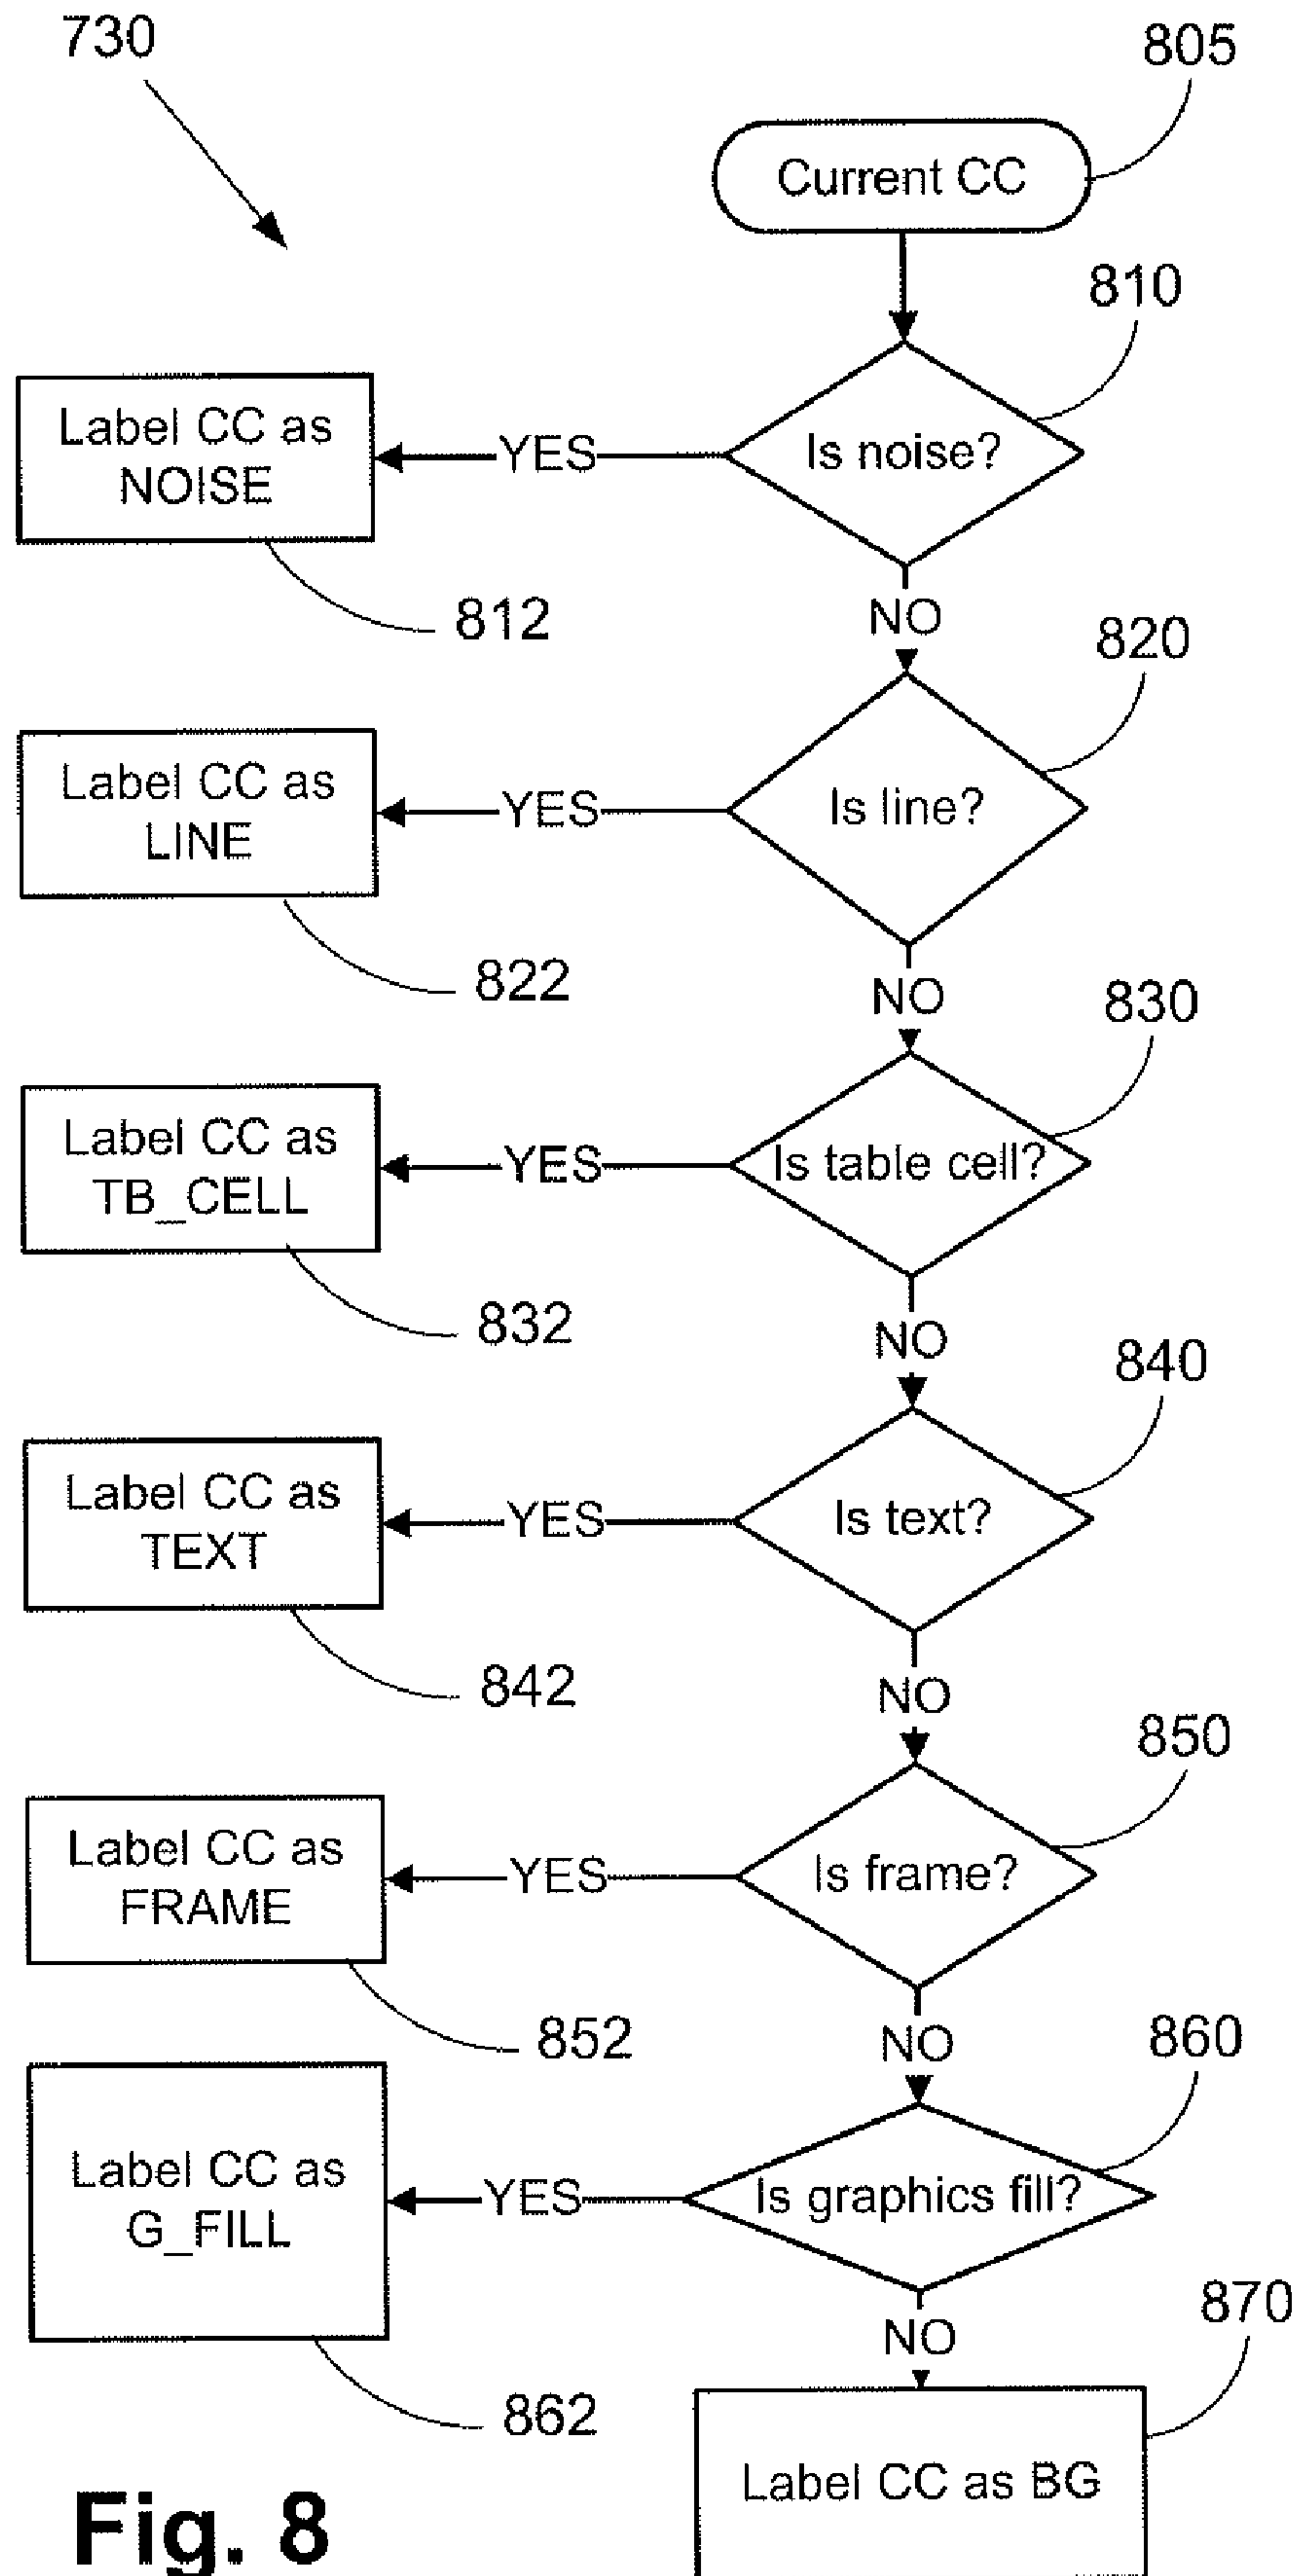 730
805
Current CC
810
Is noise?
YES
Label CC as
NOISE
812
NO
820
Is line?
YES
Label CC as
LINE
822
NO
830
Is table cell?
YES
Label CC as
TB_CELL
832
NO
840
Is text?
YES
Label CC as
TEXT
842
NO
850
Is frame?
YES
Label CC as
FRAME
852
NO
860
Is graphics fill?
YES
Label CC as
G_FILL
862
NO
870
Label CC as BG
Fig. 8